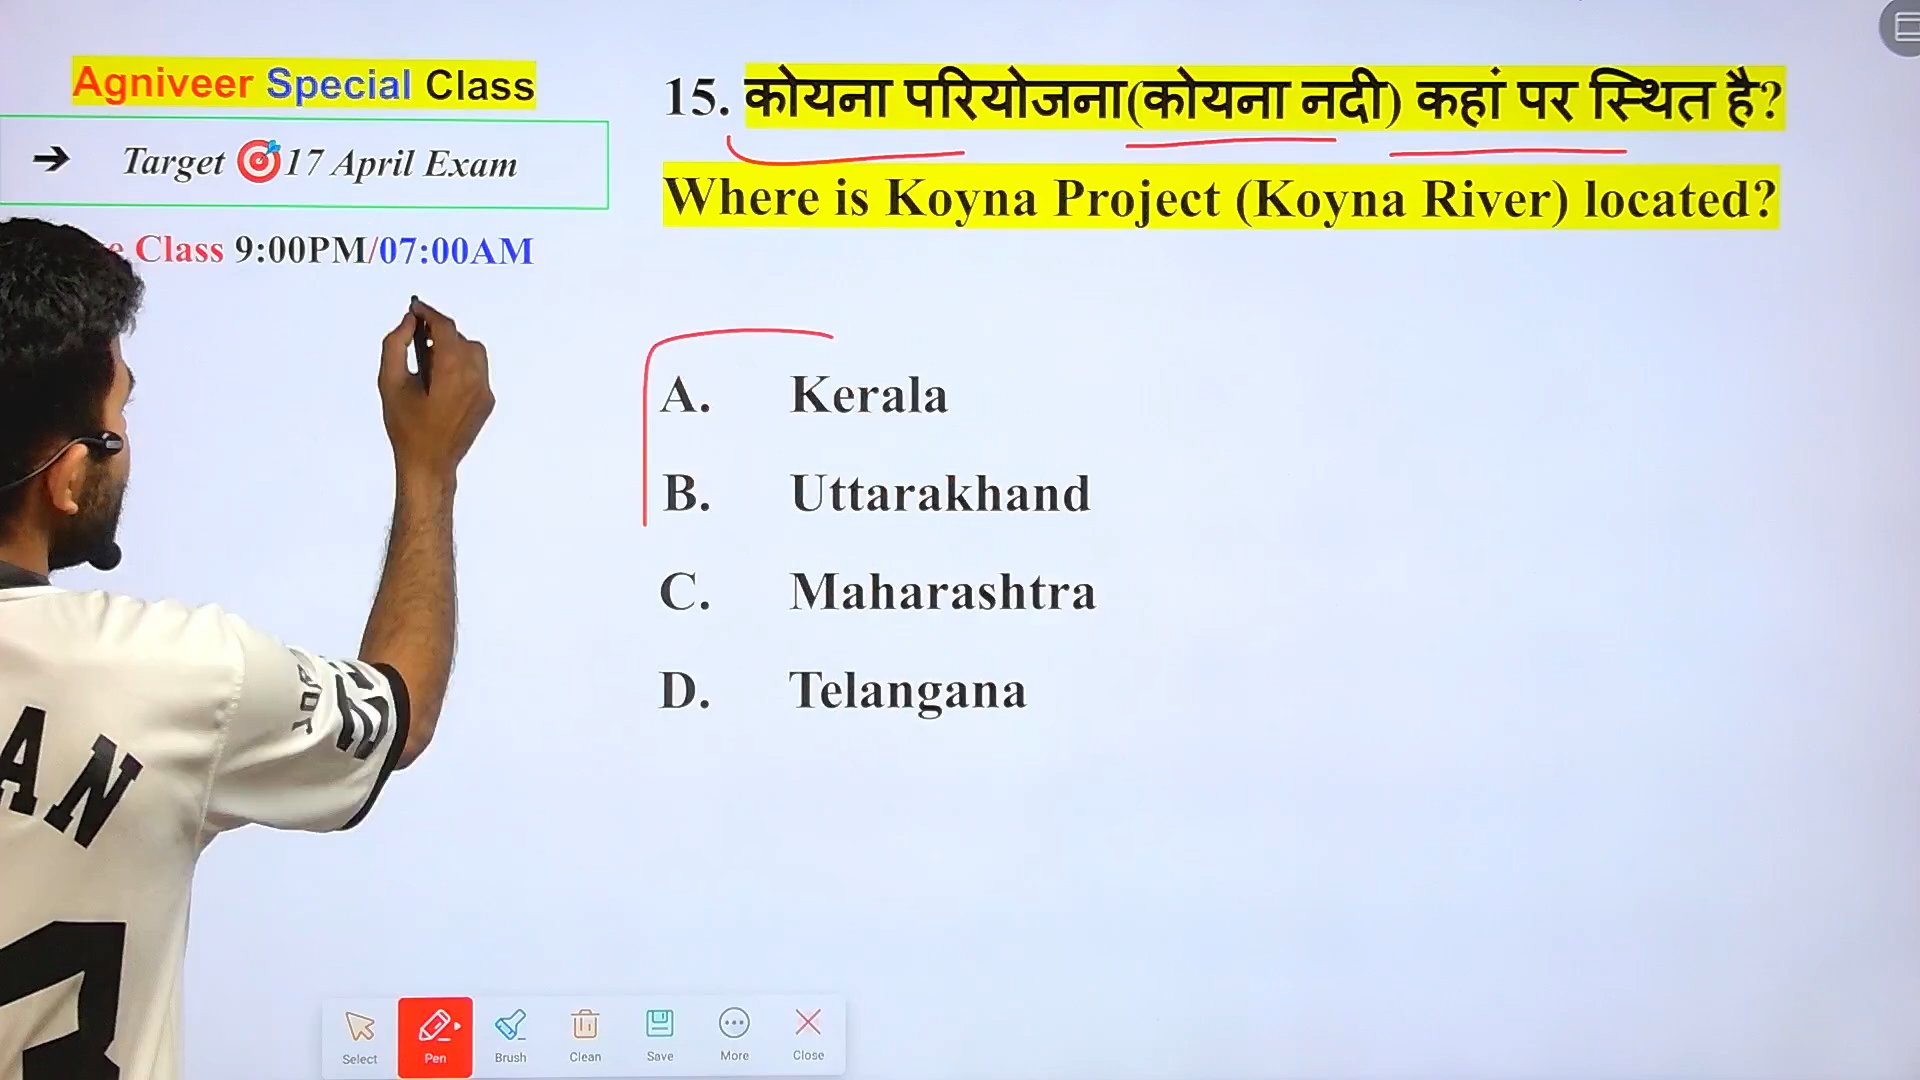 Agniveer Special Class
→ Target 17 April Exam
Class 9:00PM/07:00AM
15. कोयना परियोजना(कोयना नदी) कहां पर स्थित है?
Where is Koyna Project (Koyna River) located?
A. Kerala
B. Uttarakhand
C. Maharashtra
D. Telangana
AN
Select Pen Brush Clean Save More Close